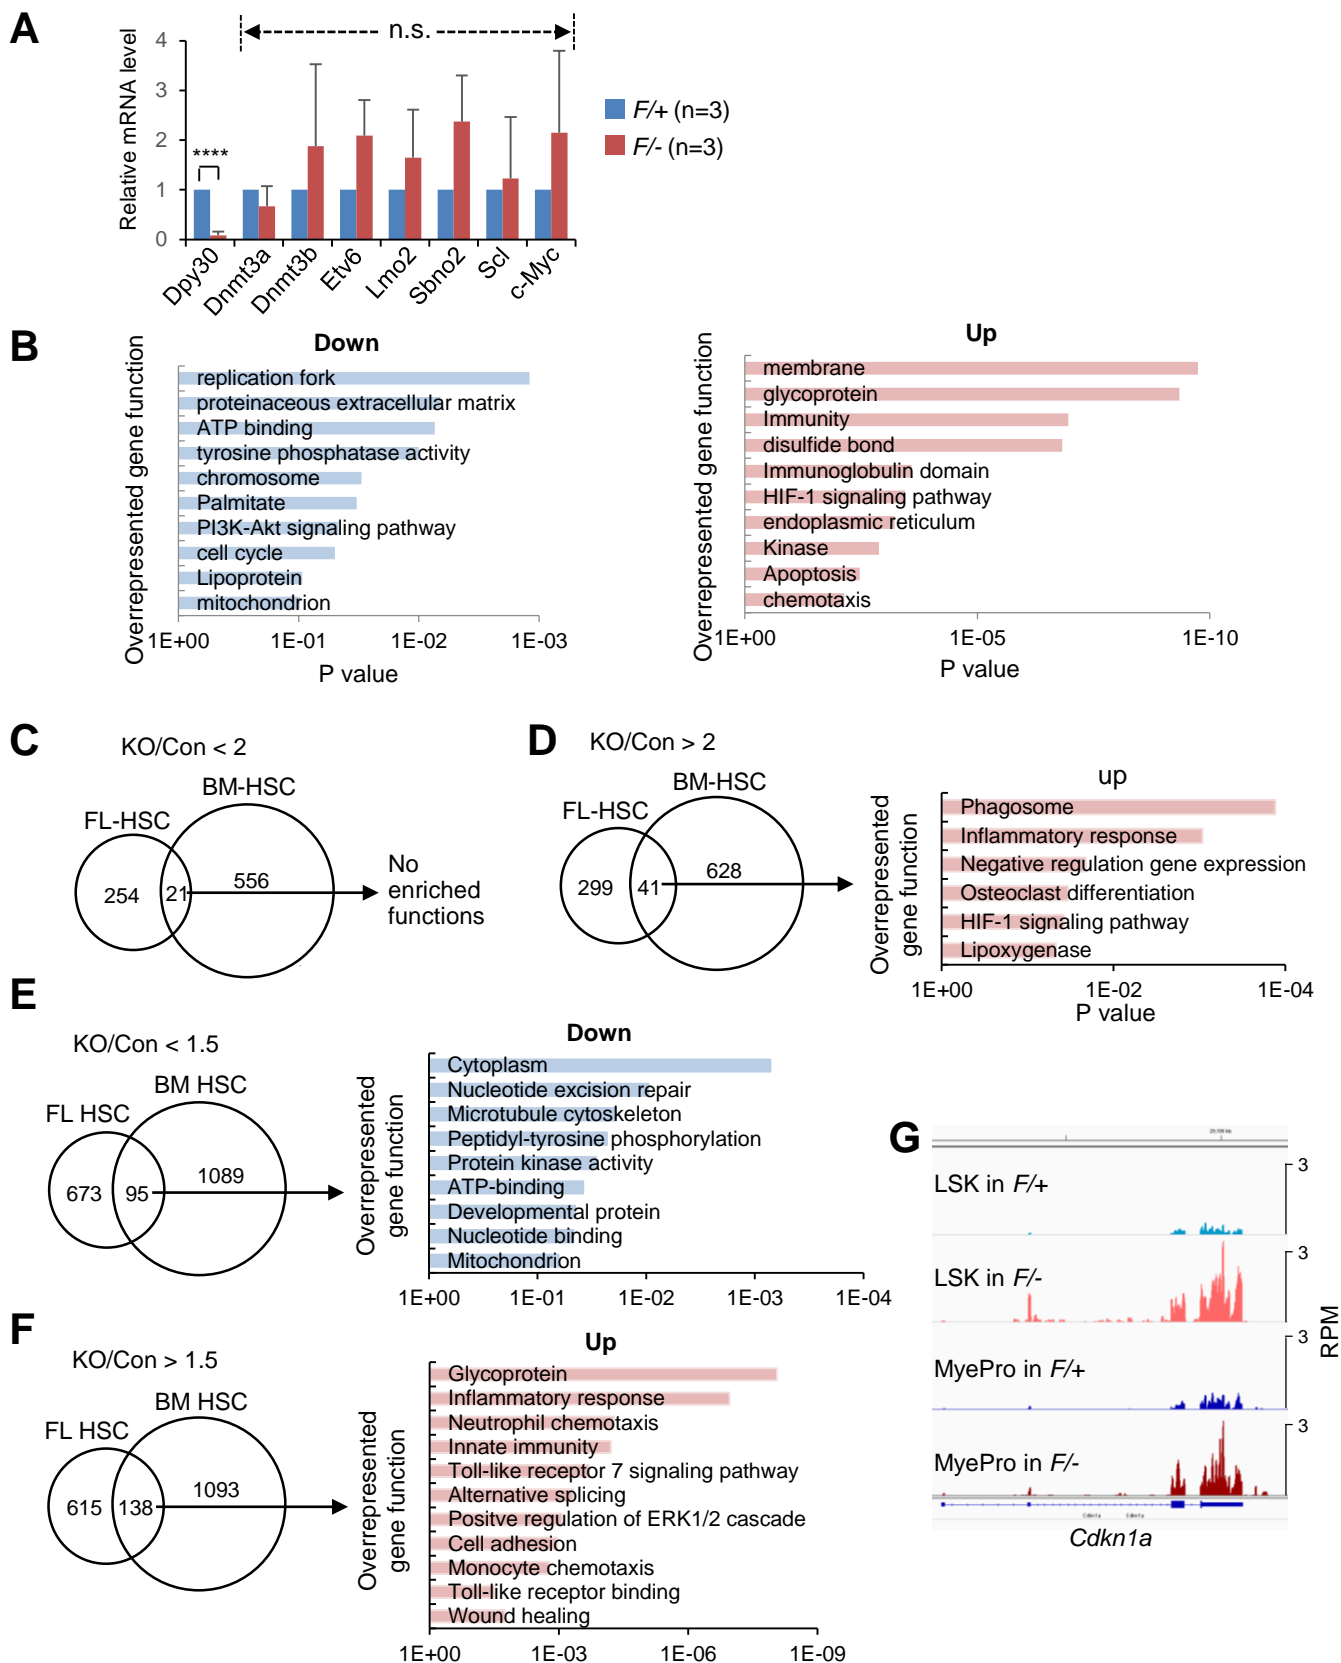 A
n.s.
4
3
2
1
0
Relative mRNA level
****
F/+ (n=3)
F/- (n=3)
Dpy30
Dnmt3a
Dnmt3b
Etv6
Lmo2
Sbno2
Scl
c-Myc
B
Down
Overrepresented gene function
replication fork
proteinaceous extracellular matrix
ATP binding
tyrosine phosphatase activity
chromosome
Palmitate
PI3K-Akt signaling pathway
cell cycle
Lipoprotein
mitochondrion
1E+00 1E-01 1E-02 1E-03
P value
Up
Overrepresented gene function
membrane
glycoprotein
Immunity
disulfide bond
Immunoglobulin domain
HIF-1 signaling pathway
endoplasmic reticulum
Kinase
Apoptosis
chemotaxis
1E+00 1E-05 1E-10
P value
C
KO/Con < 2
BM-HSC
FL-HSC
254 21 556
No
enriched
functions
D
KO/Con > 2
BM-HSC
FL-HSC
299 41 628
up
Overrepresented
gene function
Phagosome
Inflammatory response
Negative regulation gene expression
Osteoclast differentiation
HIF-1 signaling pathway
Lipoxygenase
1E+00 1E-02 1E-04
P value
E
KO/Con < 1.5
BM HSC
FL HSC
673 95 1089
Down
Overrepresented
gene function
Cytoplasm
Nucleotide excision repair
Microtubule cytoskeleton
Peptidyl-tyrosine phosphorylation
Protein kinase activity
ATP-binding
Developmental protein
Nucleotide binding
Mitochondrion
1E+00 1E-01 1E-02 1E-03 1E-04
F
KO/Con > 1.5
BM HSC
FL HSC
615 138 1093
Up
Overrepresented
gene function
Glycoprotein
Inflammatory response
Neutrophil chemotaxis
Innate immunity
Toll-like receptor 7 signaling pathway
Alternative splicing
Positve regulation of ERK1/2 cascade
Cell adhesion
Monocyte chemotaxis
Toll-like receptor binding
Wound healing
1E+00 1E-03 1E-06 1E-09
G
LSK in F/+
3
LSK in F/-
3
MyePro in F/+
3
MyePro in F/-
3
RPM
Cdkn1a Cdkn1a
Cdkn1a